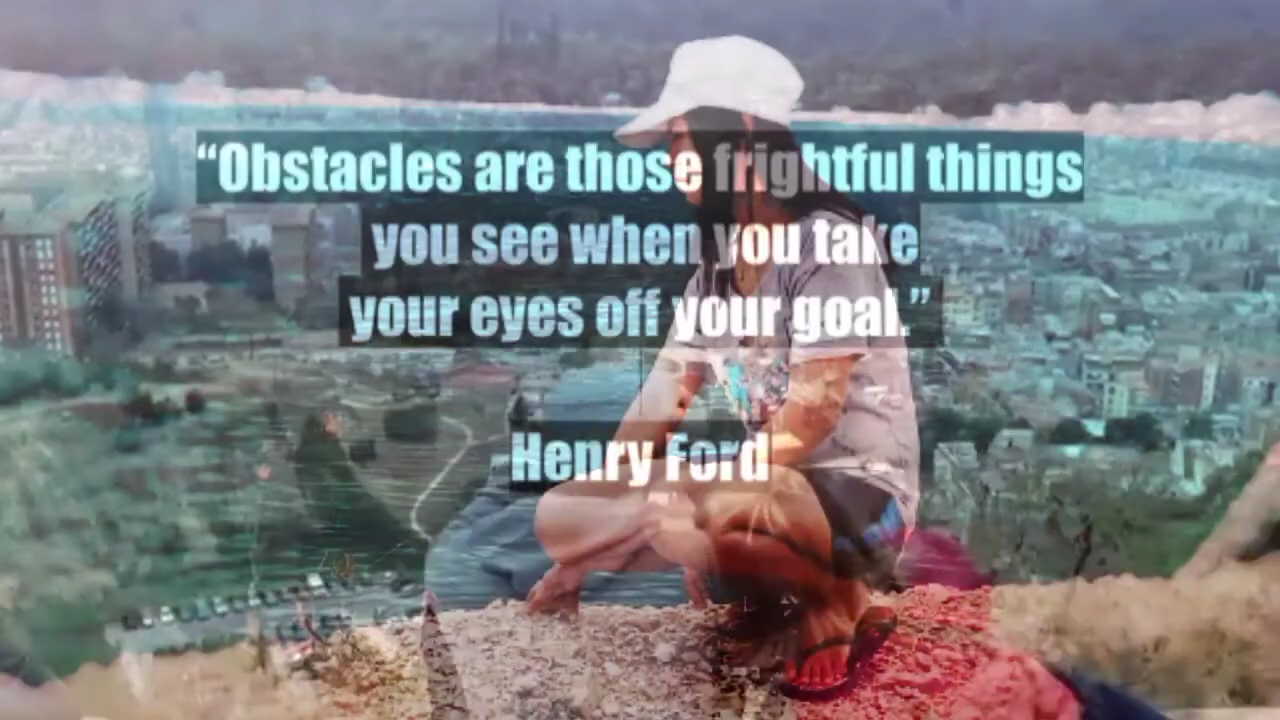 “Obstacles are those frightful things
you see when you take
your eyes off your goal.”
Henry Ford